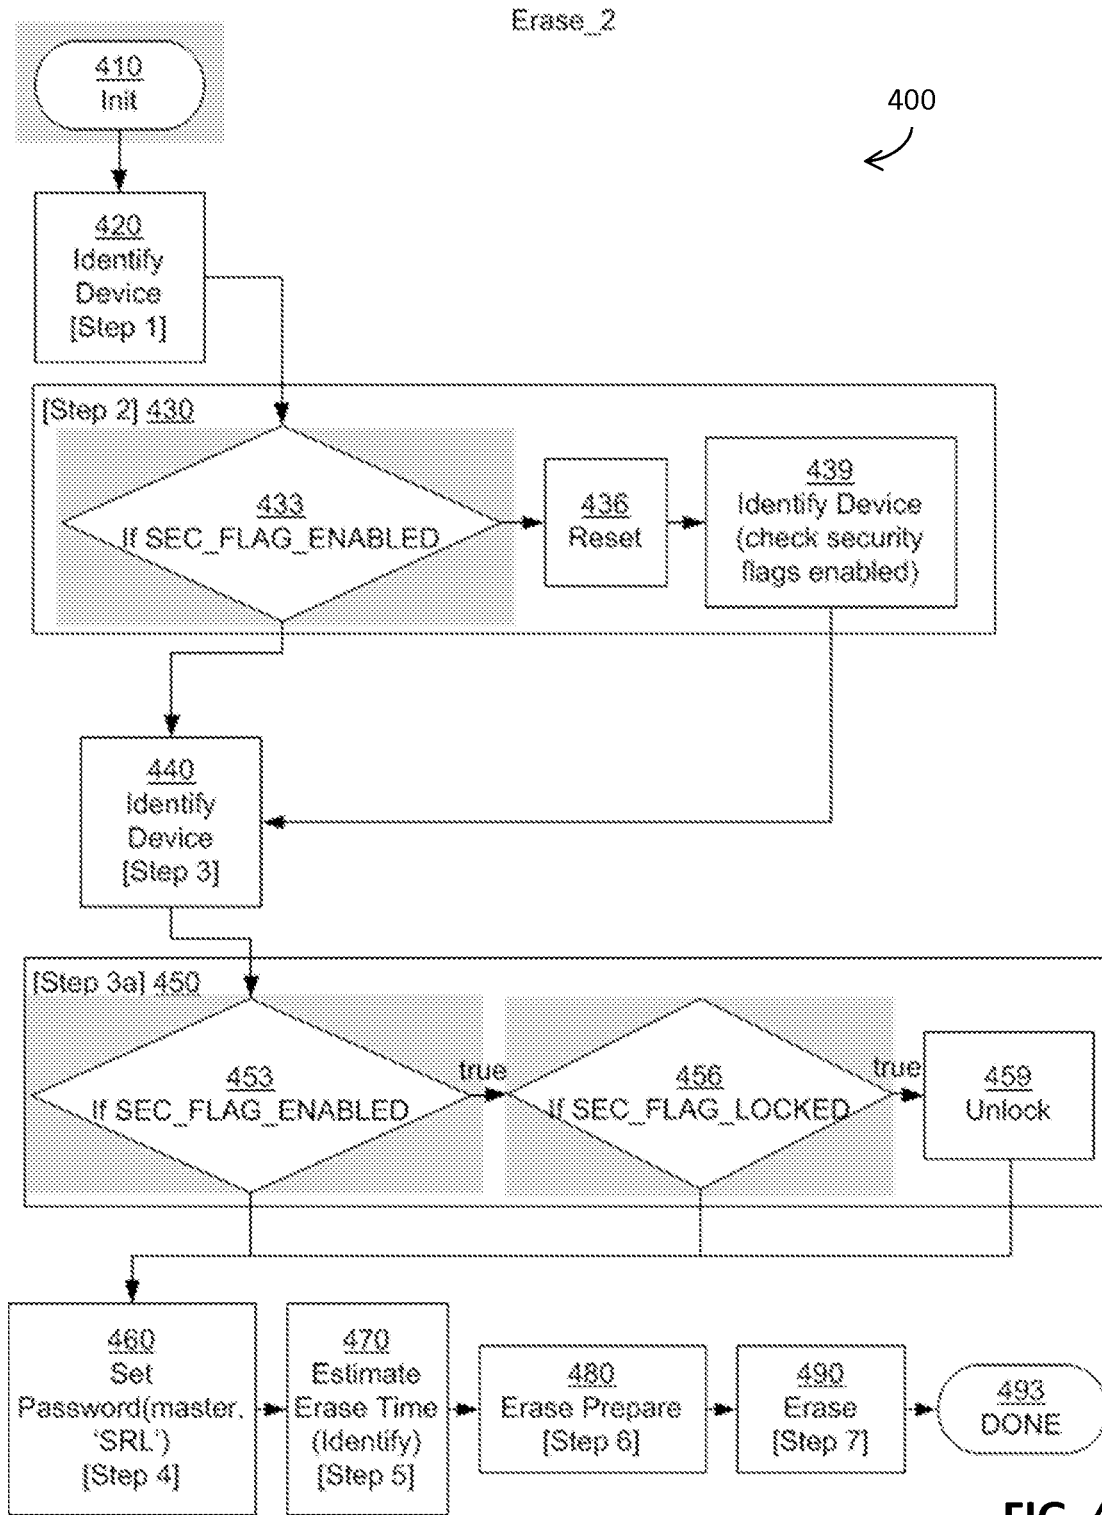 Erase_2
400
410
Init
420
Identify
Device
[Step 1]
[Step 2] 430
433
If SEC_FLAG_ENABLED
436
Reset
439
Identify Device
(check security
flags enabled)
440
Identify
Device
[Step 3]
[Step 3a] 450
453
If SEC_FLAG_ENABLED
true
456
If SEC_FLAG_LOCKED
true
459
Unlock
460
Set
Password(master,
'SRL')
[Step 4]
470
Estimate
Erase Time
(Identify)
[Step 5]
480
Erase Prepare
[Step 6]
490
Erase
[Step 7]
493
DONE
FIG.